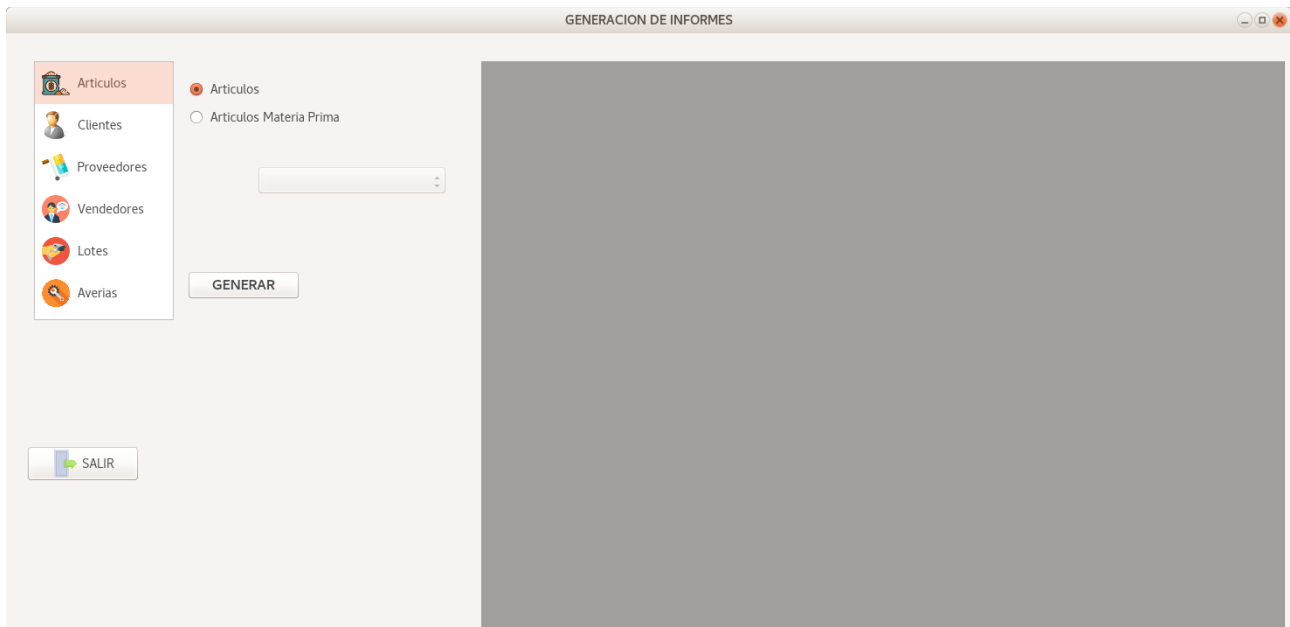 GENERACION DE INFORMES
Articulos
Clientes
Proveedores
Vendedores
Lotes
Averias
Articulos
Articulos Materia Prima
GENERAR
SALIR